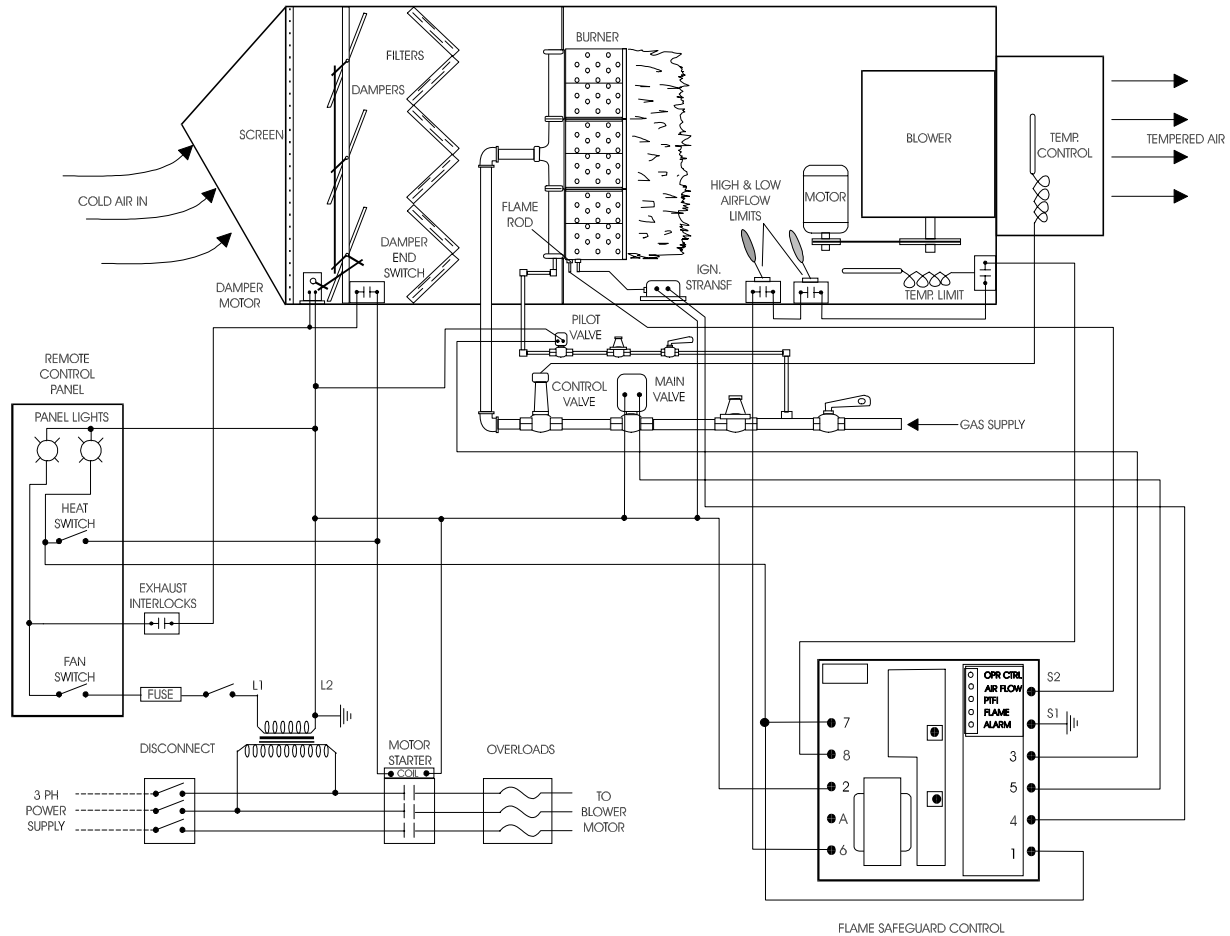 BURNER
FILTERS
DAMPERS
SCREEN
BLOWER
TEMP.
CONTROL
TEMPERED AIR
COLD AIR IN
HIGH & LOW
AIRFLOW
LIMITS
MOTOR
FLAME
ROD
DAMPER
END
SWITCH
IGN.
STRANSF
TEMP. LIMIT
DAMPER
MOTOR
PILOT
VALVE
REMOTE
CONTROL
PANEL
CONTROL
VALVE
MAIN
VALVE
PANEL LIGHTS
GAS SUPPLY
HEAT
SWITCH
EXHAUST
INTERLOCKS
FAN
SWITCH
FUSE
L1
L2
OPR CTRL
AIR FLOW
PTFI
FLAME
ALARM
S2
S1
7
8
2
A
6
3
5
4
1
DISCONNECT
MOTOR
STARTER
COIL
OVERLOADS
3 PH
POWER
SUPPLY
TO
BLOWER
MOTOR
FLAME SAFEGUARD CONTROL